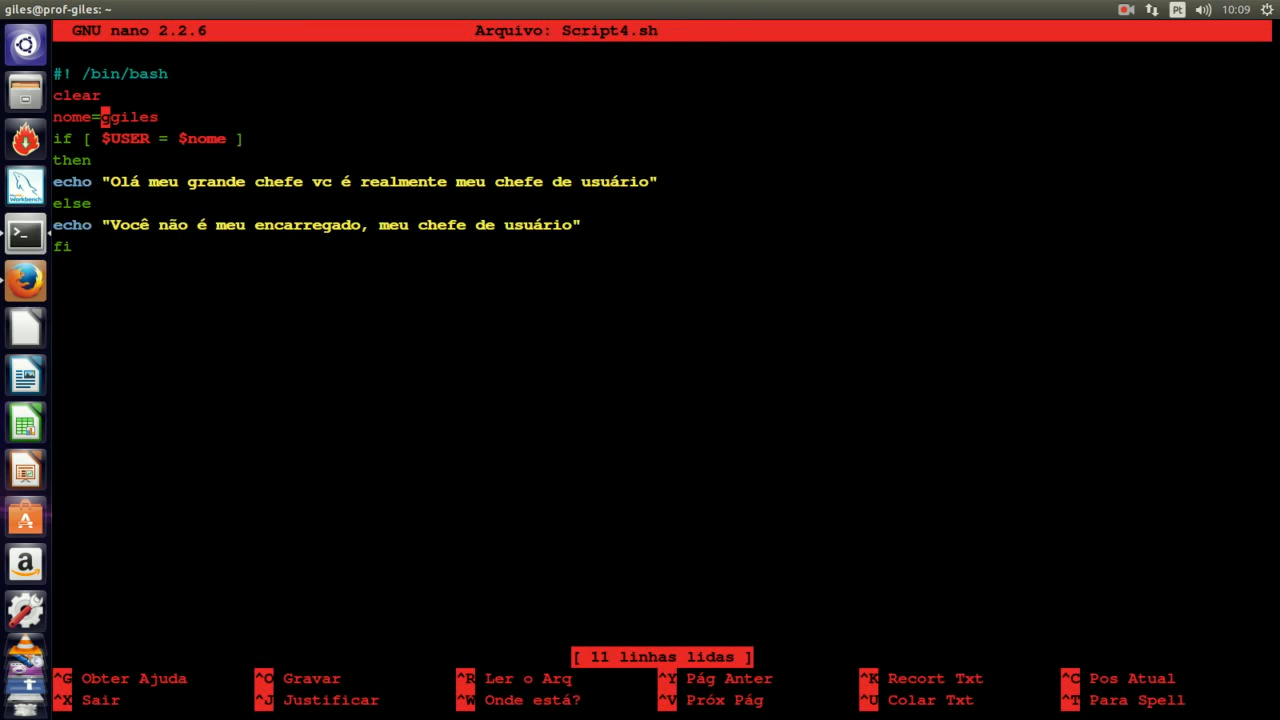 giles@prof-giles: ~
Pt
10:09
GNU nano 2.2.6
Arquivo: Script4.sh
#! /bin/bash
clear
nome=ggiles
if [ $USER = $nome ]
then
echo "Olá meu grande chefe vc é realmente meu chefe de usuário"
else
echo "Você não é meu encarregado, meu chefe de usuário"
fi
[ 11 linhas lidas ]
^G Obter Ajuda ^O Gravar ^R Ler o Arq ^Y Pág Anter ^K Recort Txt ^C Pos Atual
^X Sair ^J Justificar ^W Onde está? ^V Próx Pág ^U Colar Txt ^T Para Spell
Workbench